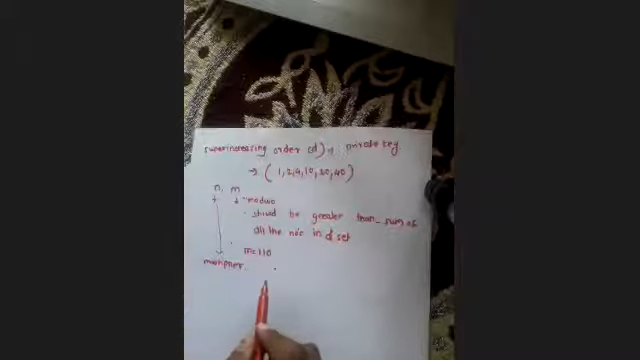 superincreasing order (d) → private key
→ (1, 2, 4, 10, 20, 40)
n, m
↓ modulo
· should be greater than sum of
all the no's in d set
m = 110
multiplier